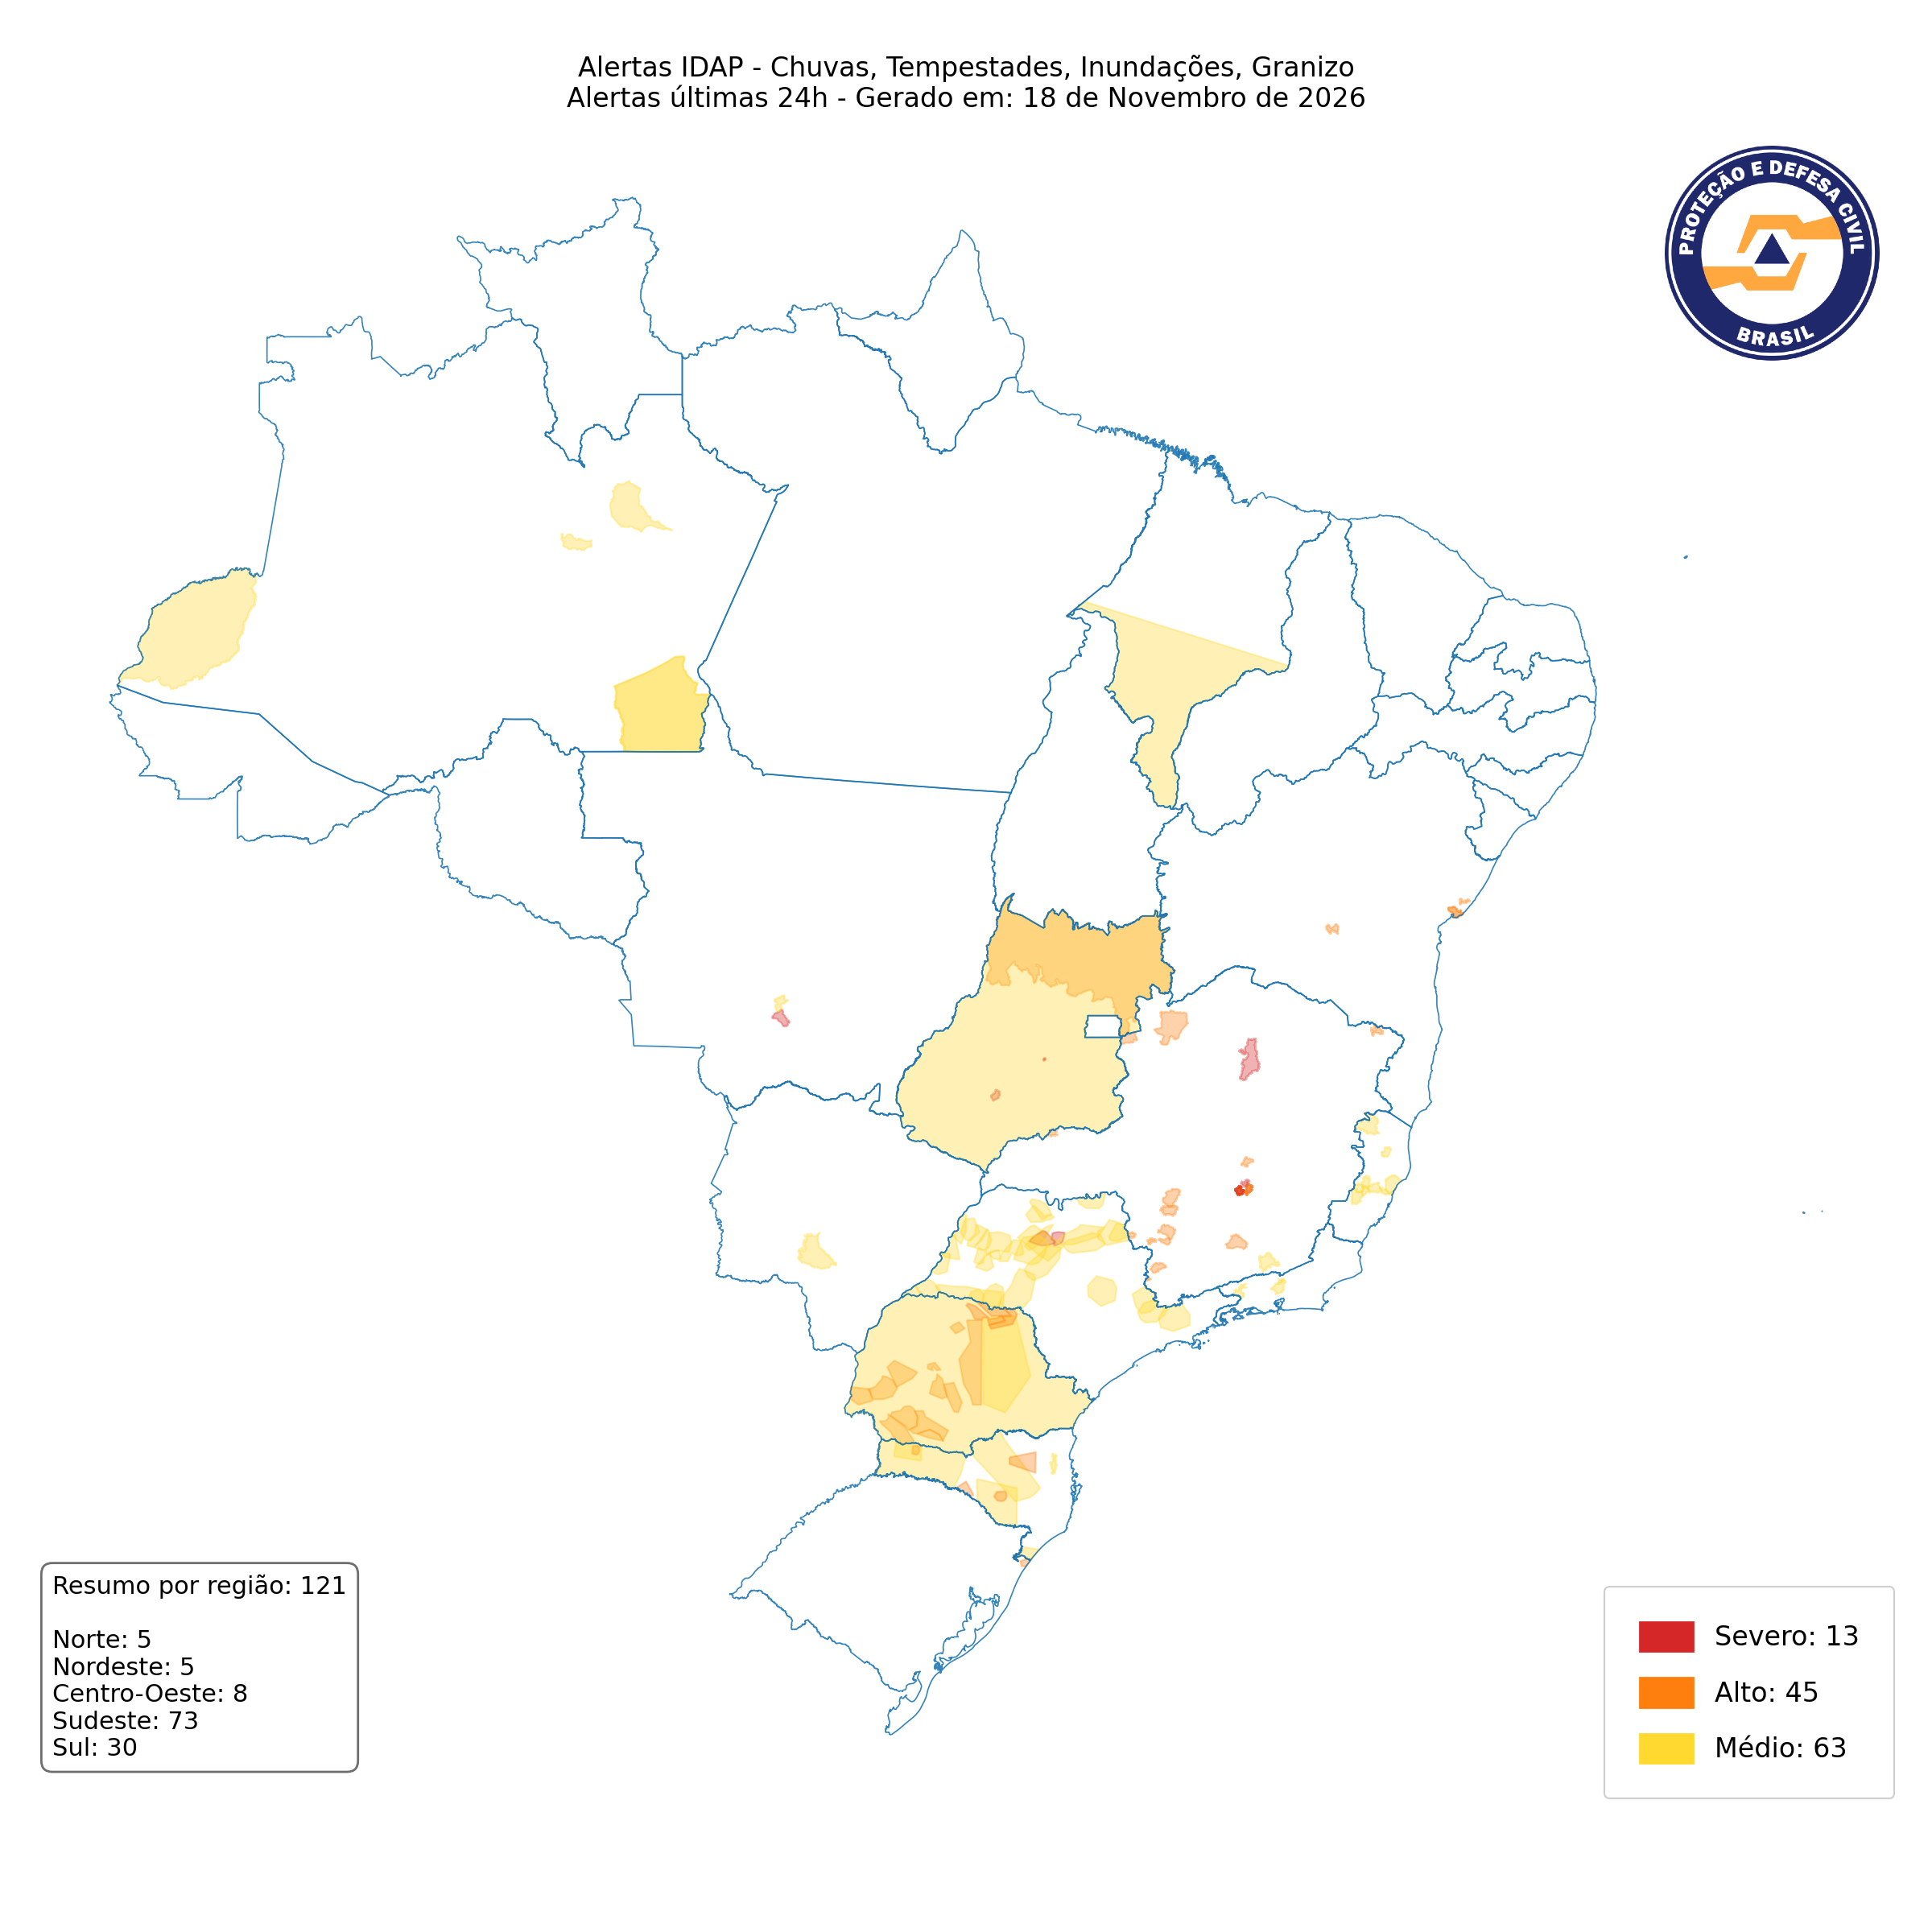 Alertas IDAP - Chuvas, Tempestades, Inundações, Granizo
Alertas últimas 24h - Gerado em: 18 de Novembro de 2026
PROTEÇÃO E DEFESA CIVIL
BRASIL
Resumo por região: 121
Norte: 5
Nordeste: 5
Centro-Oeste: 8
Sudeste: 73
Sul: 30
Severo: 13
Alto: 45
Médio: 63